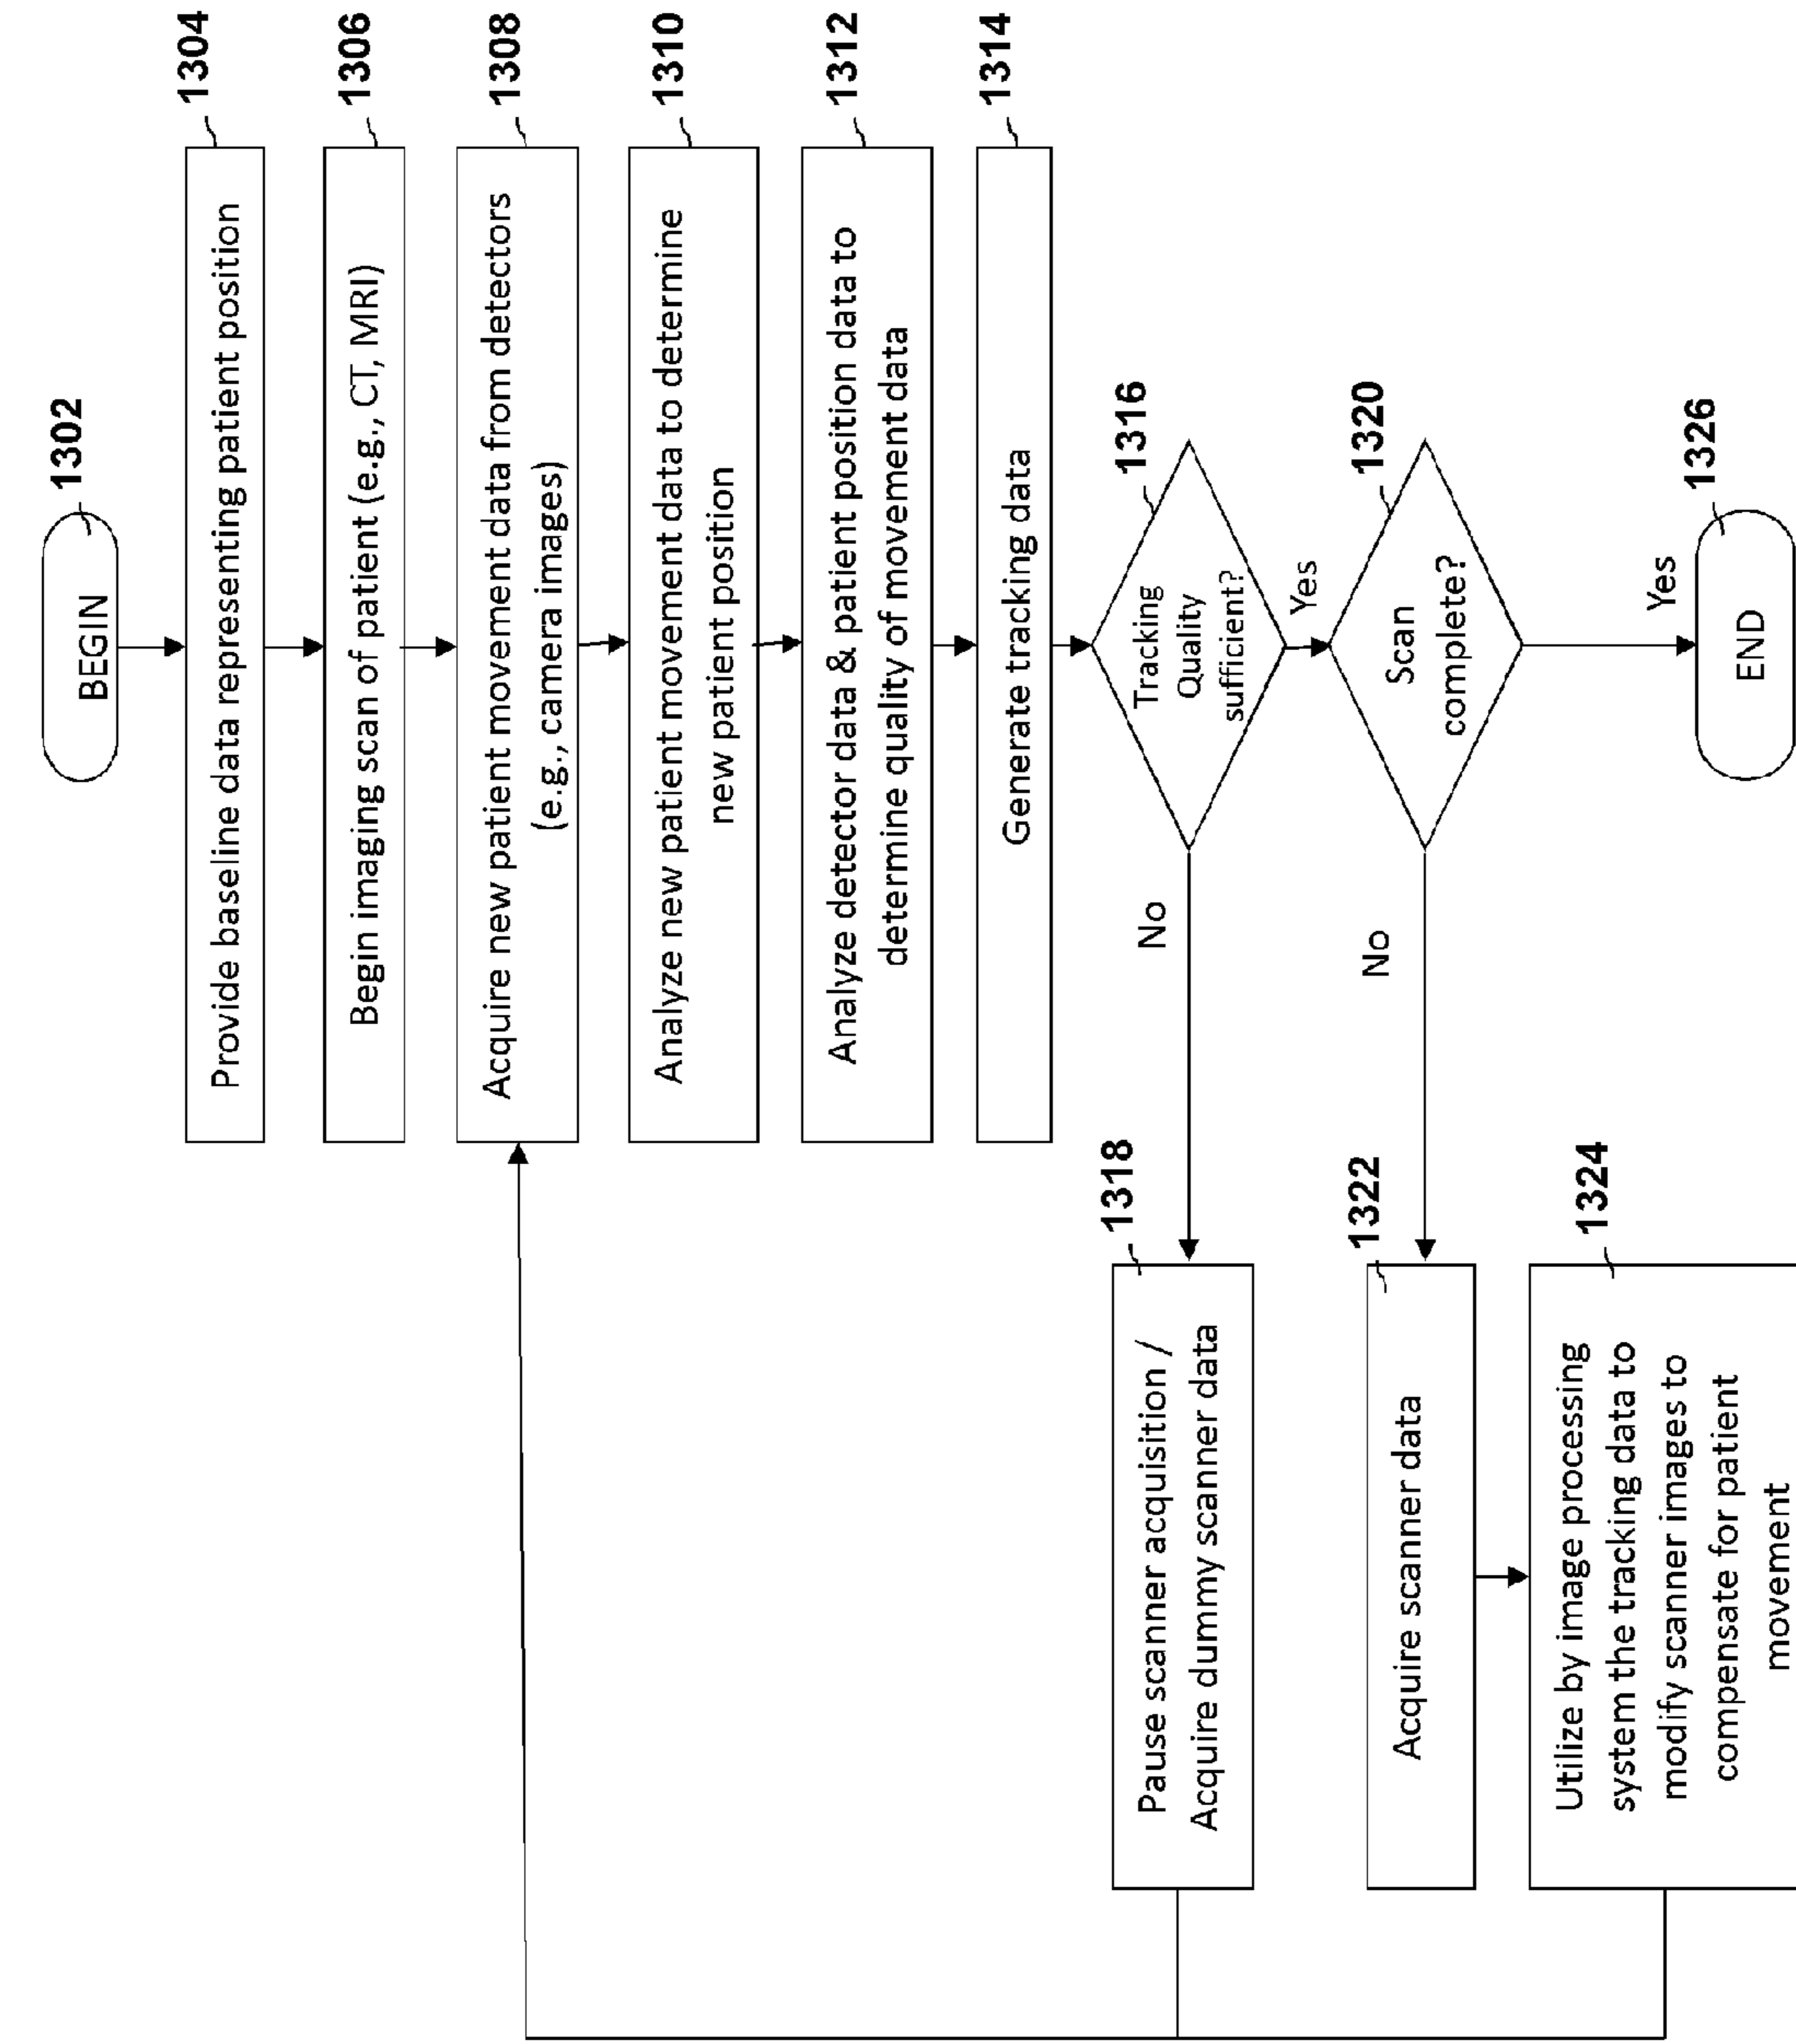 1302
BEGIN
1304
Provide baseline data representing patient position
1306
Begin imaging scan of patient (e.g., CT, MRI)
1308
Acquire new patient movement data from detectors
(e.g., camera images)
1310
Analyze new patient movement data to determine
new patient position
1312
Analyze detector data & patient position data to
determine quality of movement data
1314
Generate tracking data
1316
Tracking
Quality
sufficient?
No
Yes
1318
Pause scanner acquisition /
Acquire dummy scanner data
1320
Scan
complete?
No
Yes
1322
Acquire scanner data
1324
Utilize by image processing
system the tracking data to
modify scanner images to
compensate for patient
movement
1326
END